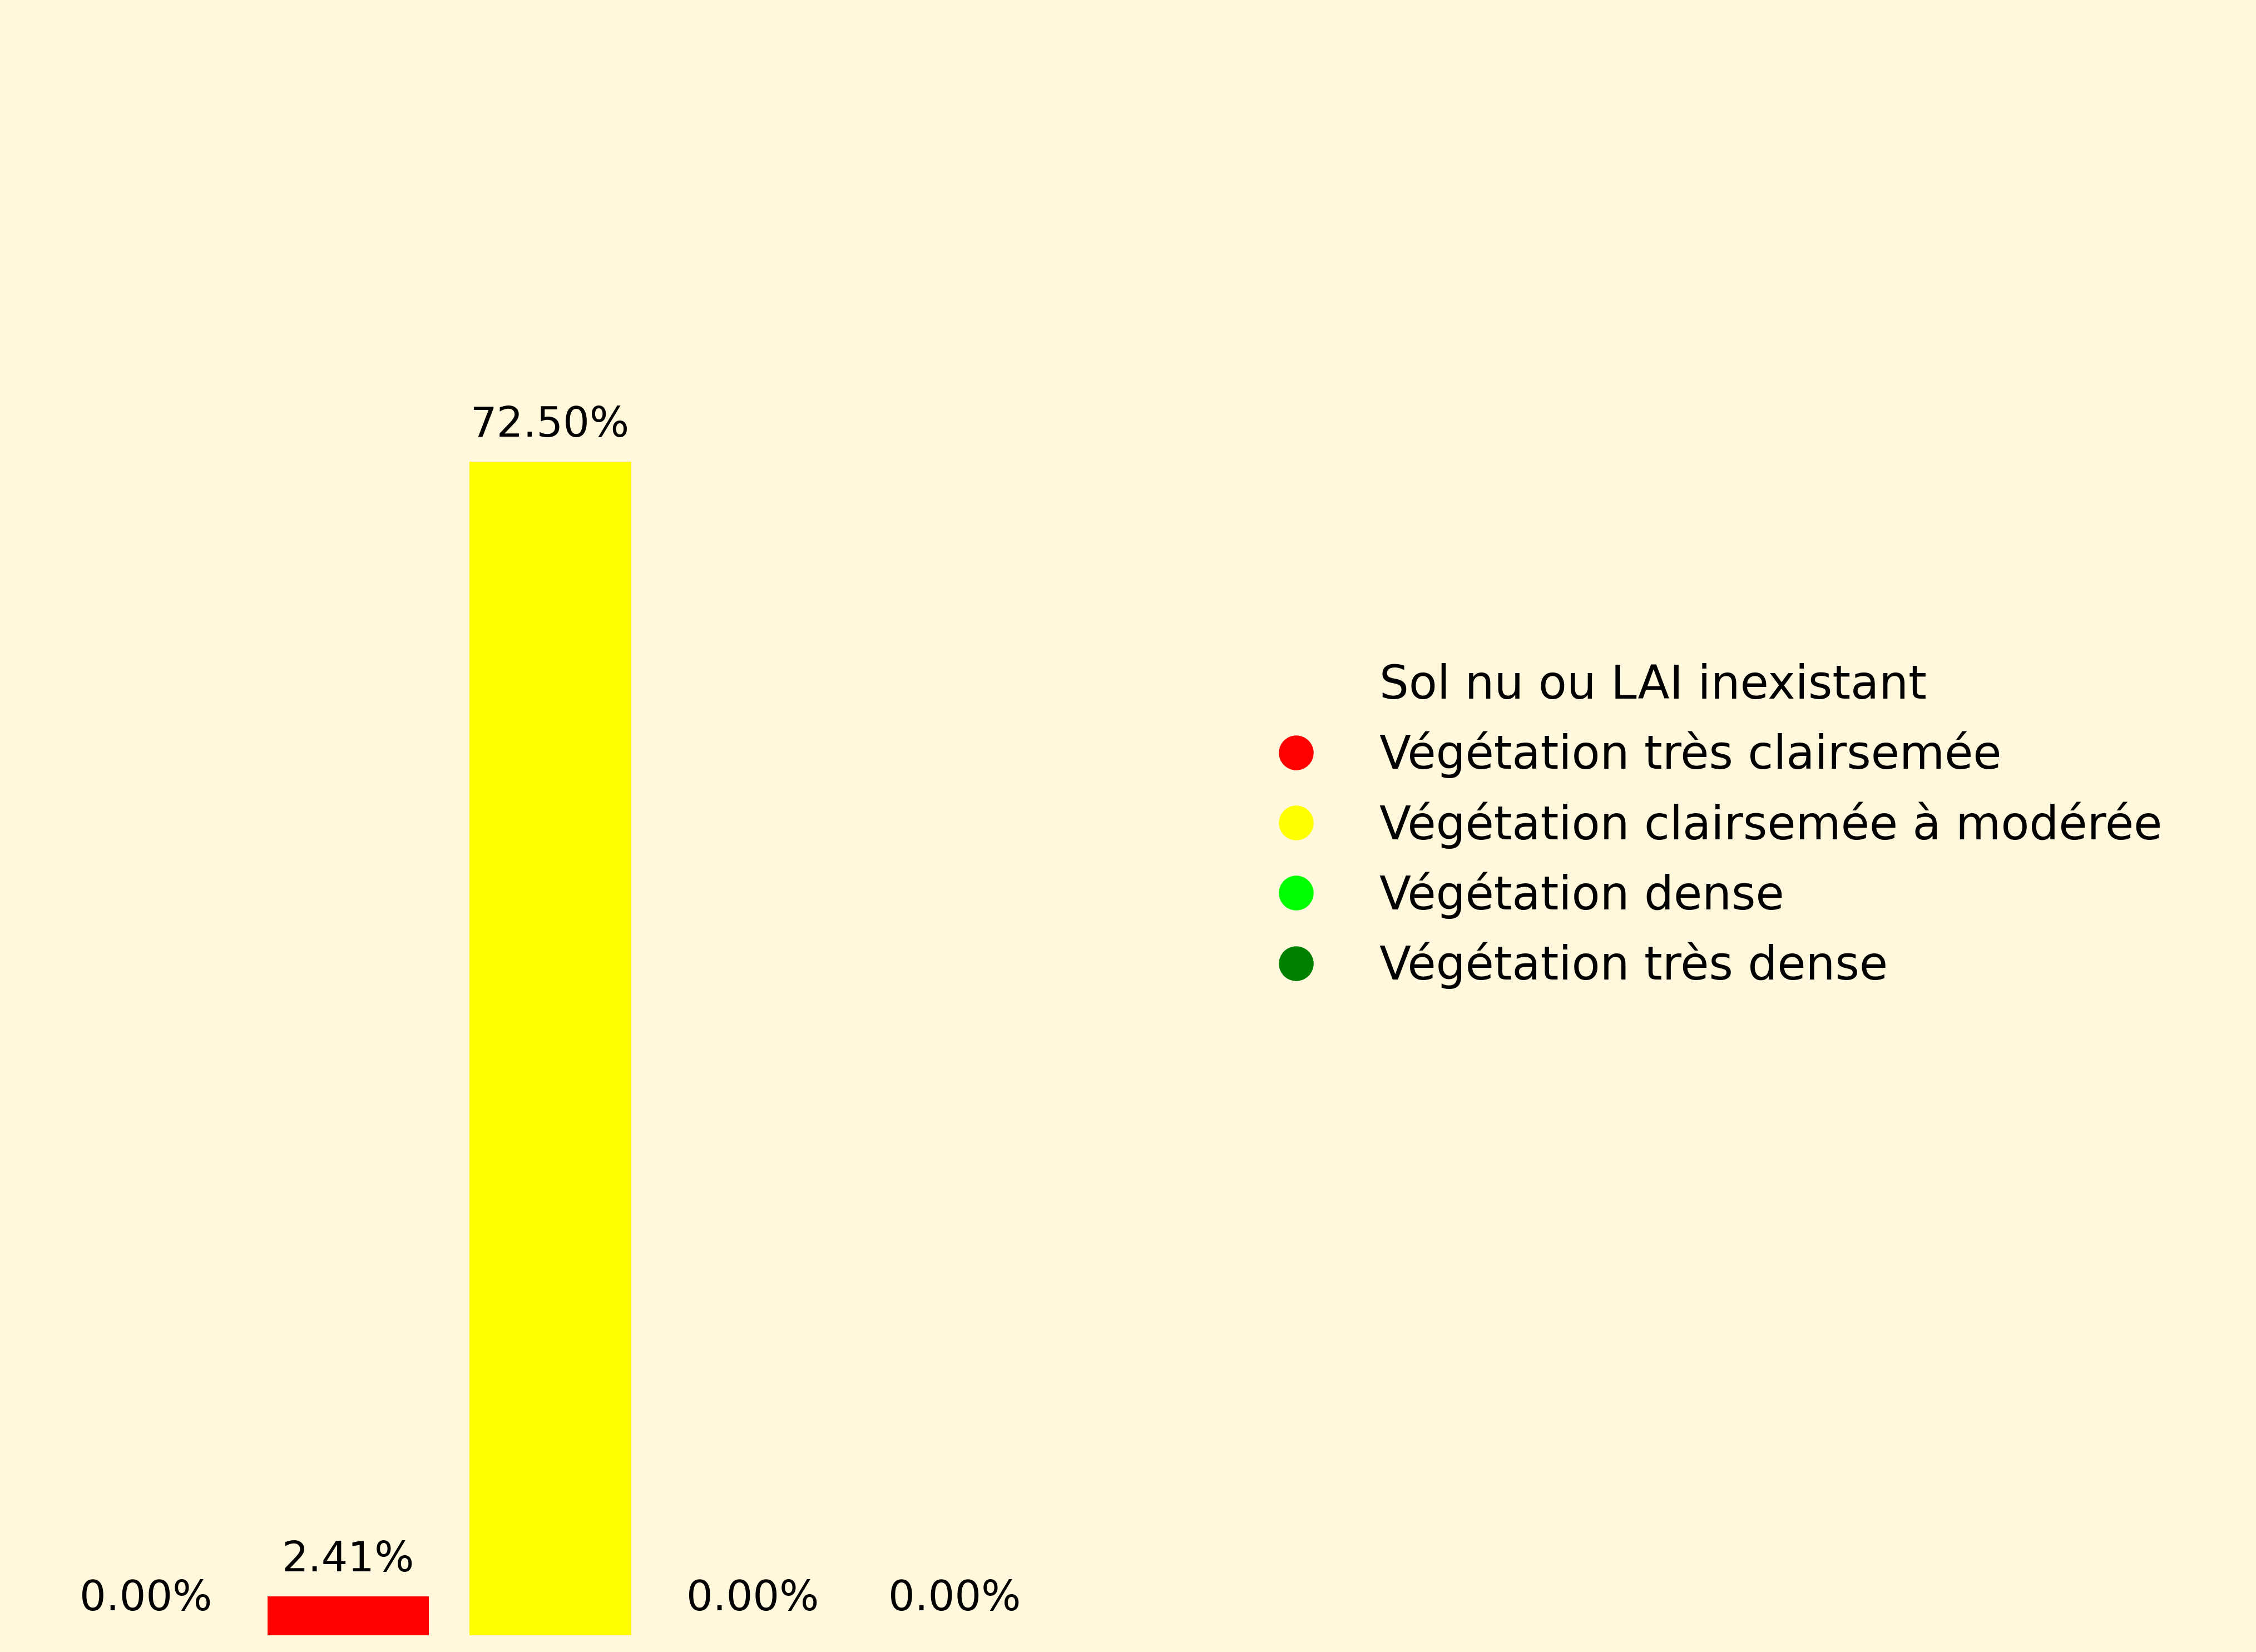 72.50%
2.41%
0.00%
0.00%
0.00%
Sol nu ou LAI inexistant
Végétation très clairsemée
Végétation clairsemée à modérée
Végétation dense
Végétation très dense